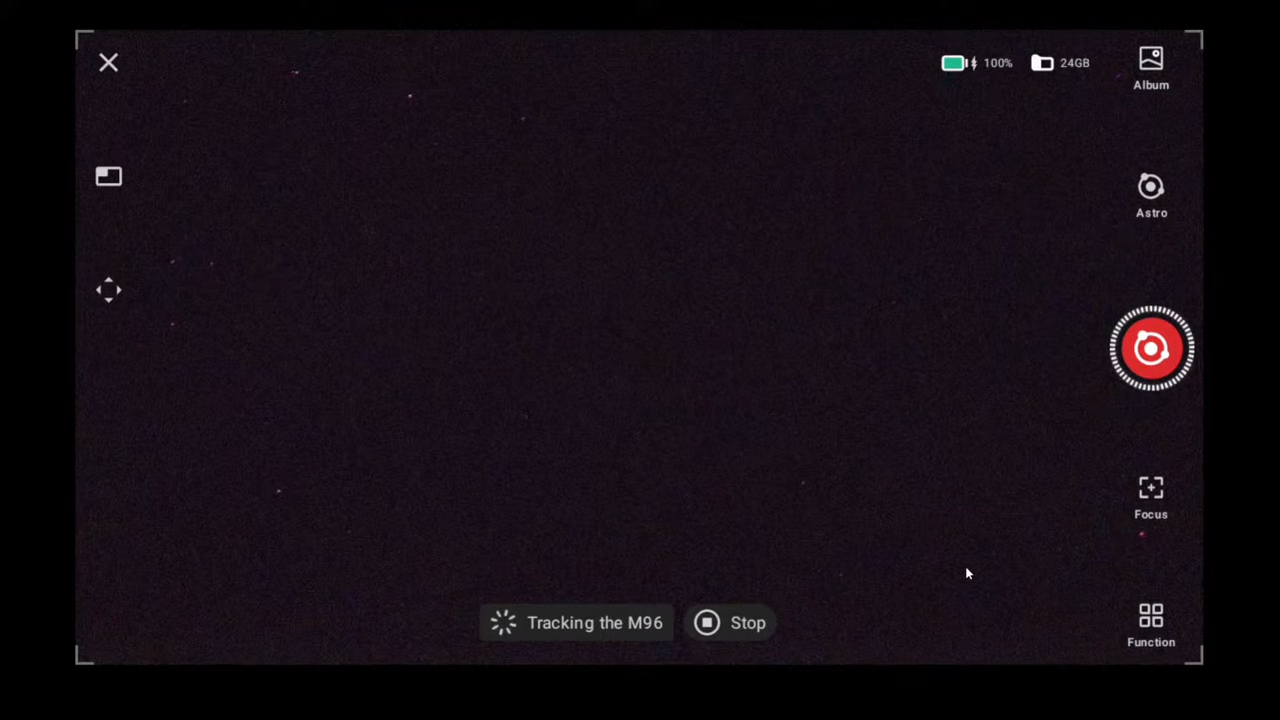 100%
24GB
Album
Astro
Focus
Tracking the M96
Stop
Function